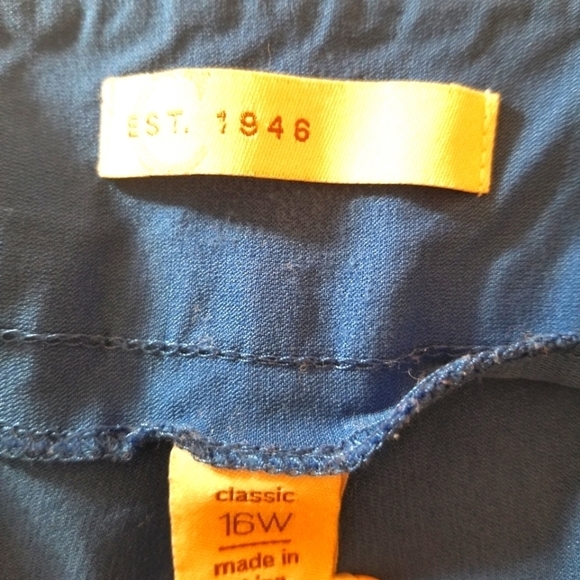 EST. 1946
classic
16W
made in